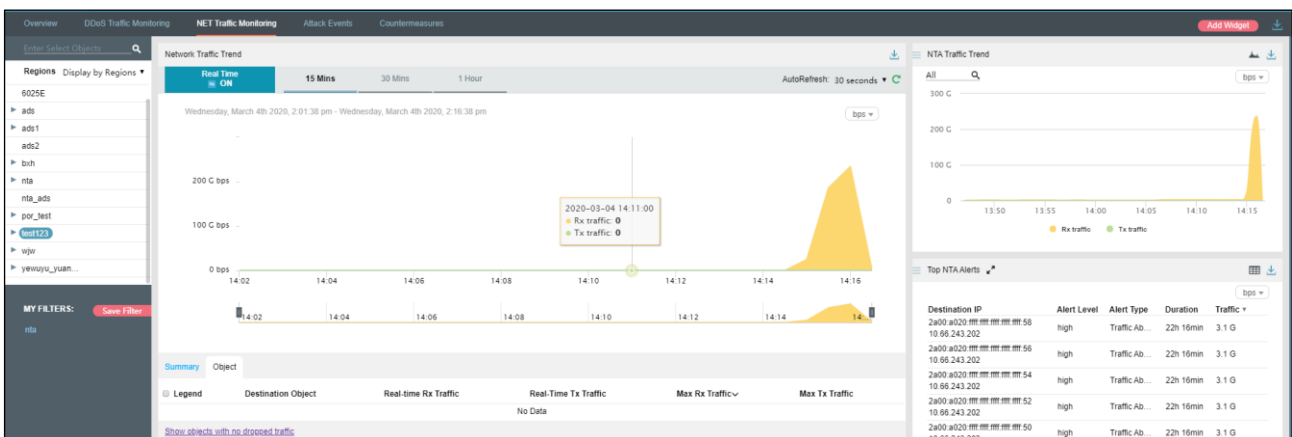 Overview DDoS Traffic Monitoring NET Traffic Monitoring Attack Events Countermeasures Add Widget
Enter Select Objects
Regions Display by Regions
6025E
ads
ads1
ads2
bxh
nta
nta_ads
por_test
test123
wjw
yewuyu_yuan...
MY FILTERS: Save Filter
nta
Network Traffic Trend
Real Time
ON
15 Mins 30 Mins 1 Hour AutoRefresh: 30 seconds
Wednesday, March 4th 2020, 2:01:38 pm - Wednesday, March 4th 2020, 2:16:38 pm bps
200 G bps
100 G bps
0 bps
2020-03-04 14:11:00
Rx traffic: 0
Tx traffic: 0
14:02 14:04 14:06 14:08 14:10 14:12 14:14 14:16
14:02 14:04 14:06 14:08 14:10 14:12 14:14 14:..
Summary Object
Legend Destination Object Real-time Rx Traffic Real-Time Tx Traffic Max Rx Traffic Max Tx Traffic
No Data
Show objects with no dropped traffic
NTA Traffic Trend
All bps
300 G
200 G
100 G
0
13:50 13:55 14:00 14:05 14:10 14:15
Rx traffic Tx traffic
Top NTA Alerts
bps
Destination IP Alert Level Alert Type Duration Traffic
2a00:a020:ffff:ffff:ffff:ffff:ffff:58
10.66.243.202 high Traffic Ab... 22h 16min 3.1 G
2a00:a020:ffff:ffff:ffff:ffff:ffff:56
10.66.243.202 high Traffic Ab... 22h 16min 3.1 G
2a00:a020:ffff:ffff:ffff:ffff:ffff:54
10.66.243.202 high Traffic Ab... 22h 16min 3.1 G
2a00:a020:ffff:ffff:ffff:ffff:ffff:52
10.66.243.202 high Traffic Ab... 22h 16min 3.1 G
2a00:a020:ffff:ffff:ffff:ffff:ffff:50
high Traffic Ab... 22h 16min 3.1 G